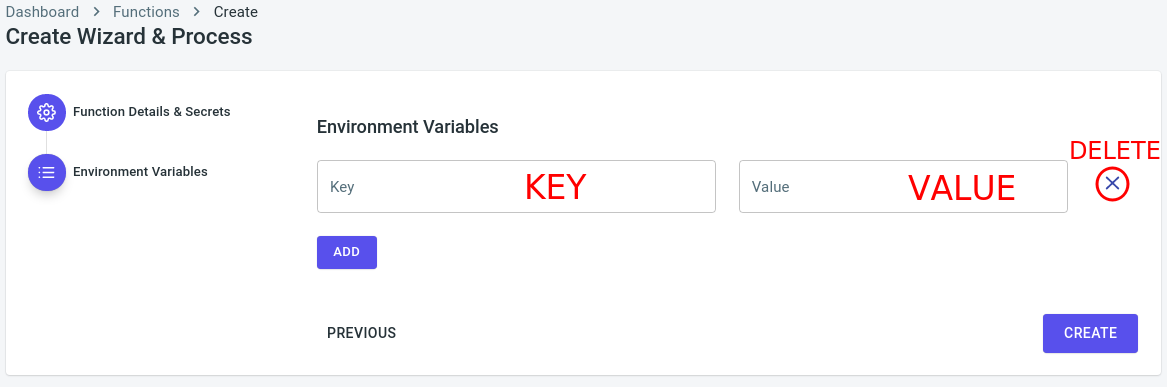 Dashboard > Functions > Create
Create Wizard & Process
Function Details & Secrets
Environment Variables
Environment Variables
DELETE
Key KEY
Value VALUE
ADD
PREVIOUS
CREATE